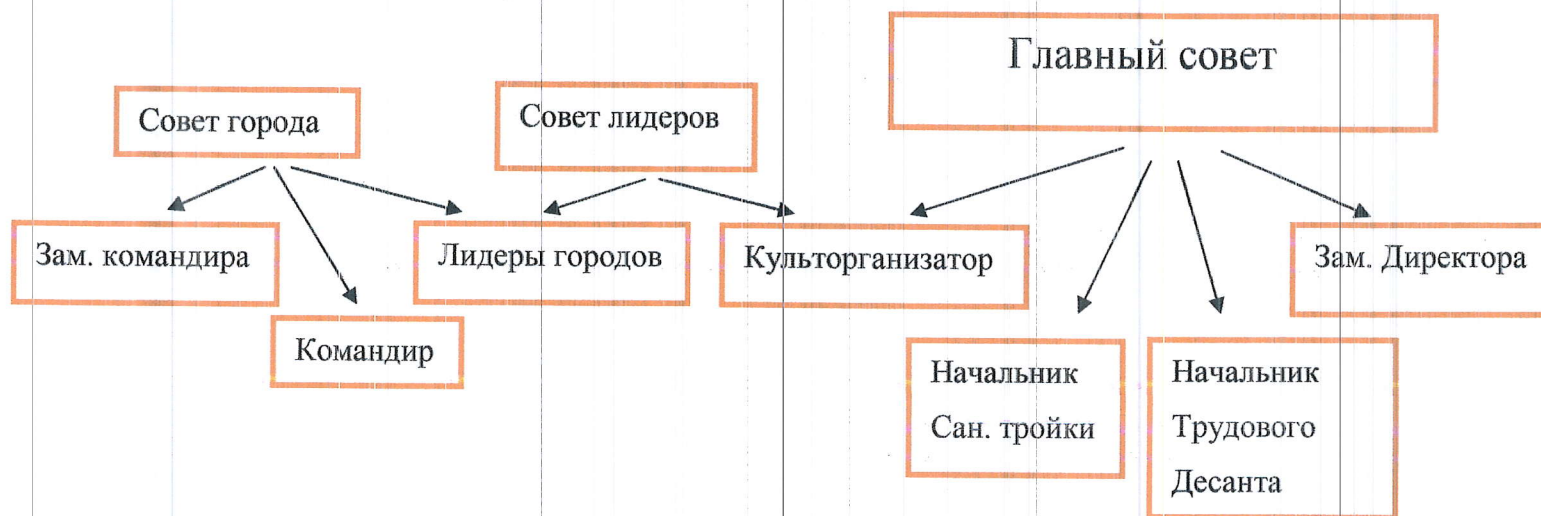 Главный совет
Совет города
Совет лидеров
Зам. командира
Лидеры городов
Культорганизатор
Зам. Директора
Командир
Начальник
Сан. тройки
Начальник
Трудового
Десанта